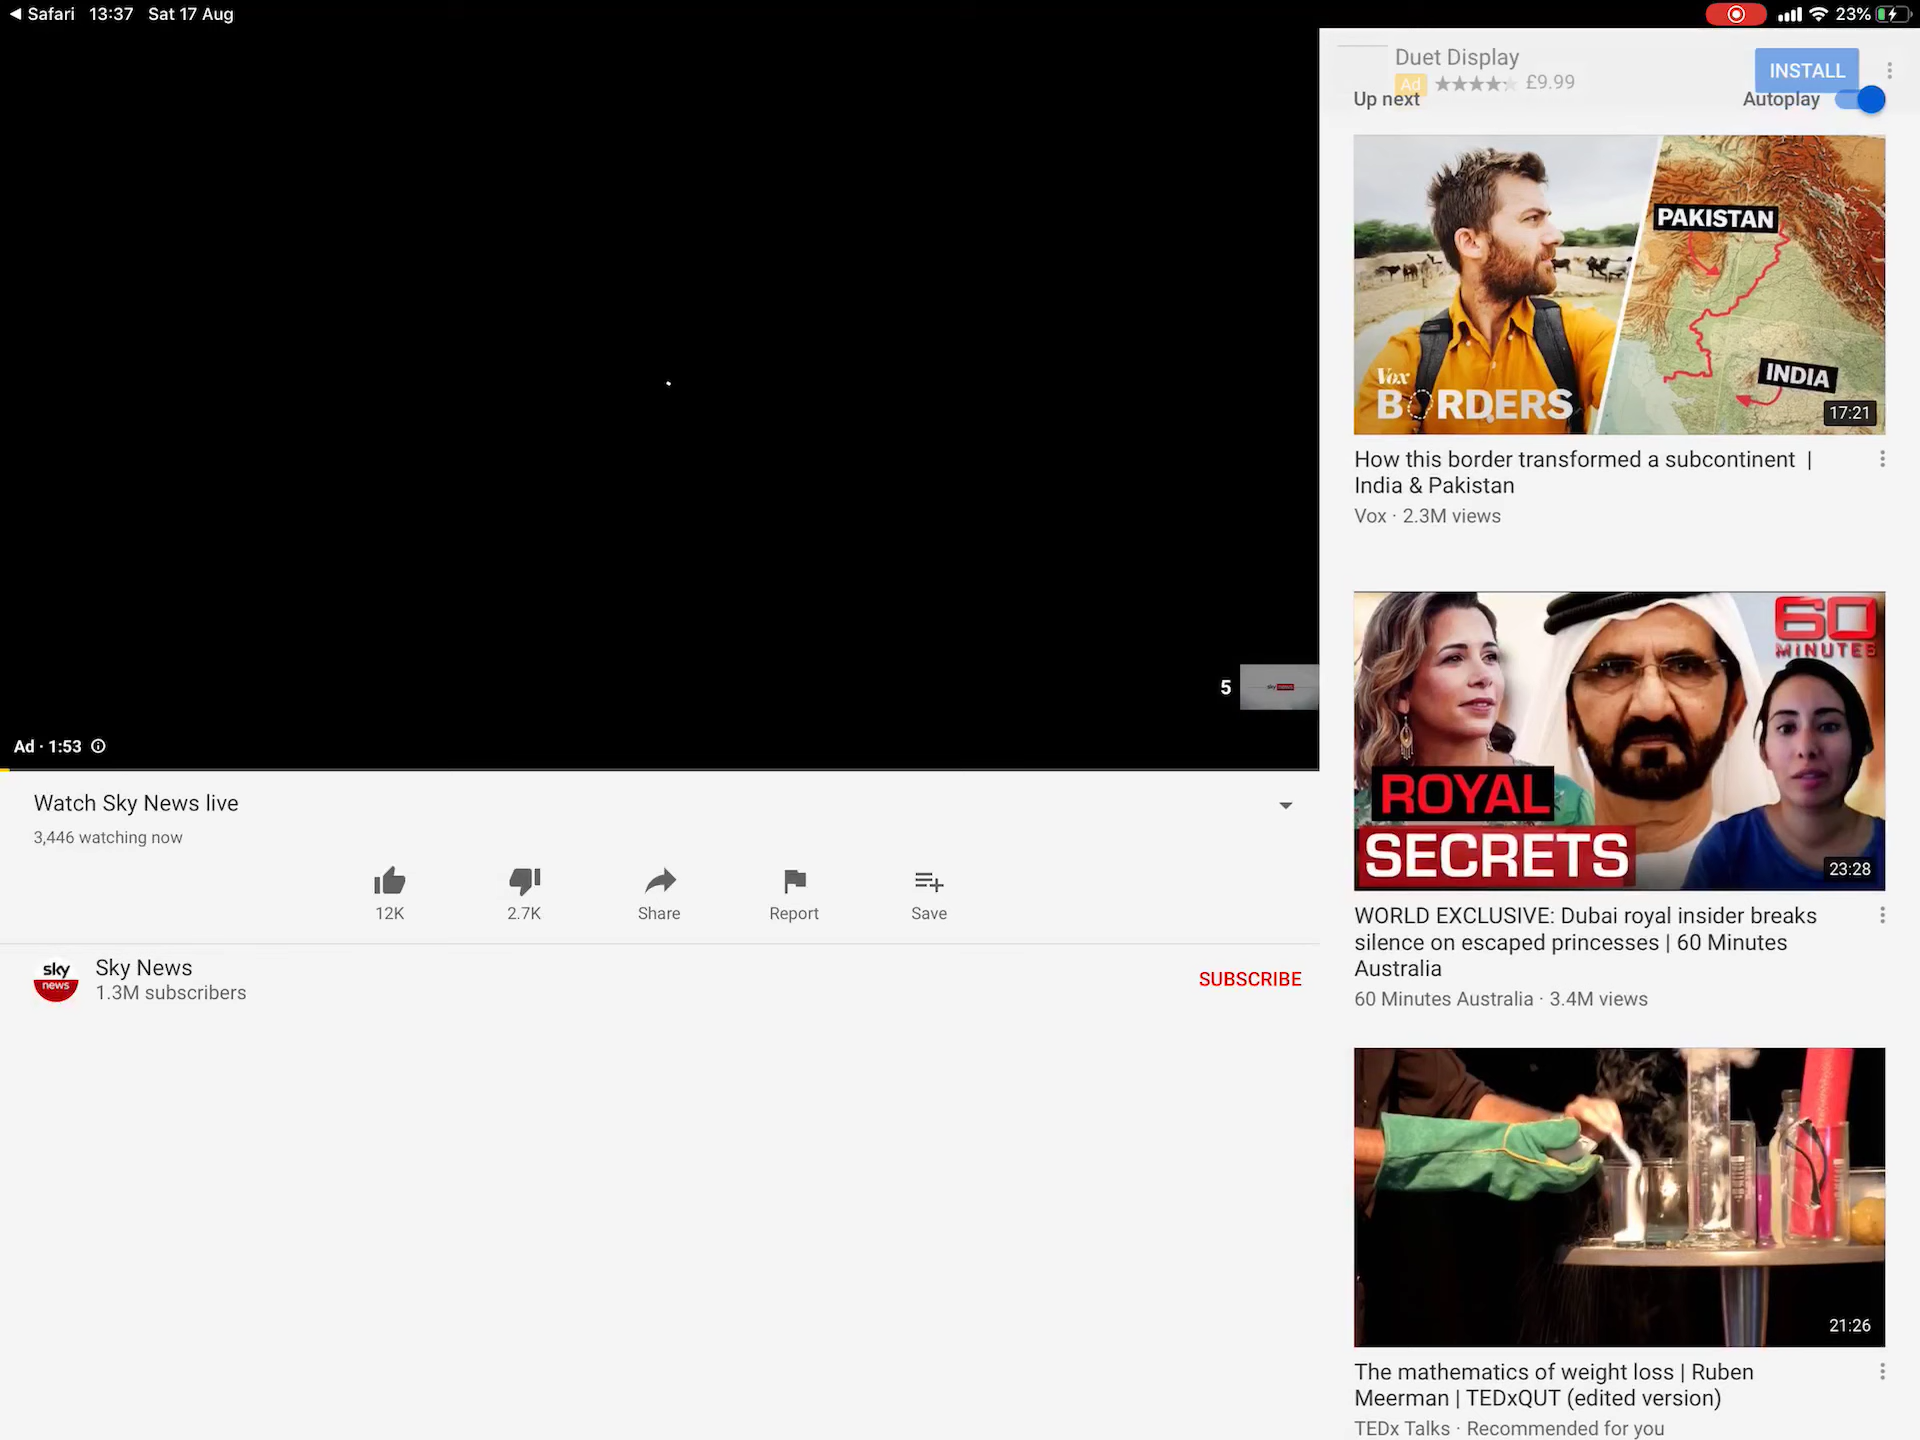 Safari 13:37 Sat 17 Aug
23%
Duet Display
Ad £9.99
INSTALL
Up next
Autoplay
PAKISTAN
INDIA
Vox
BORDERS
17:21
How this border transformed a subcontinent |
India & Pakistan
Vox · 2.3M views
60
MINUTES
ROYAL
SECRETS
23:28
WORLD EXCLUSIVE: Dubai royal insider breaks
silence on escaped princesses | 60 Minutes
Australia
60 Minutes Australia · 3.4M views
21:26
The mathematics of weight loss | Ruben
Meerman | TEDxQUT (edited version)
TEDx Talks · Recommended for you
5
sky news
Ad · 1:53
Watch Sky News live
3,446 watching now
12K
2.7K
Share
Report
Save
sky
news
Sky News
1.3M subscribers
SUBSCRIBE